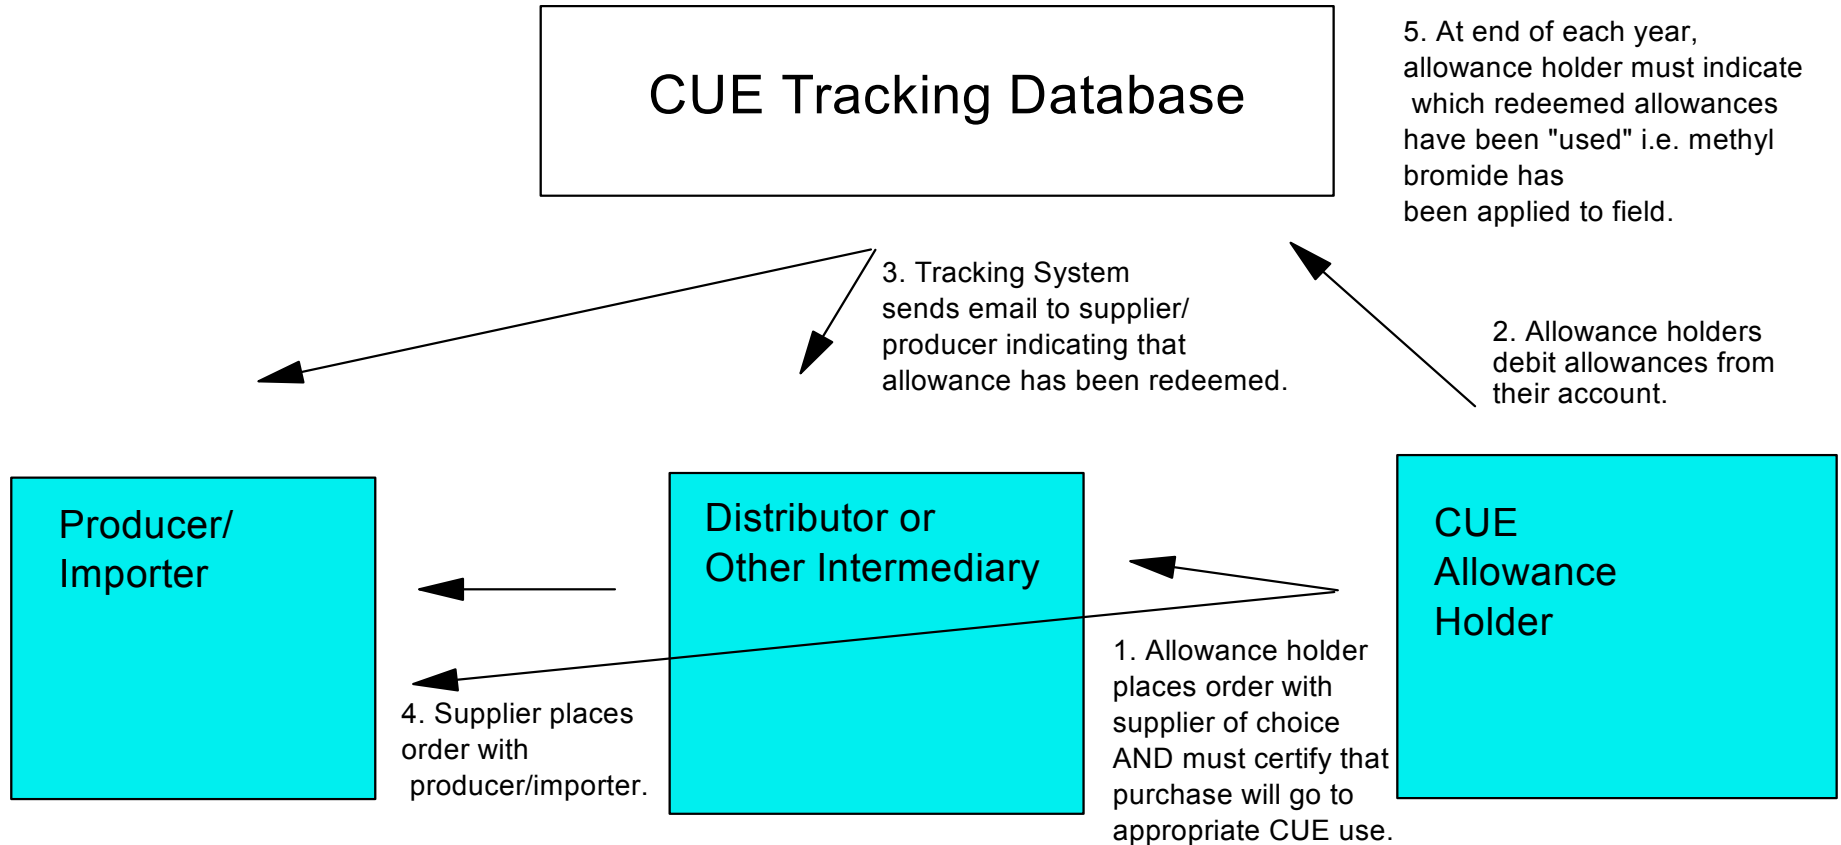 CUE Tracking Database
5. At end of each year,
allowance holder must indicate
which redeemed allowances
have been "used" i.e. methyl
bromide has
been applied to field.
3. Tracking System
sends email to supplier/
producer indicating that
allowance has been redeemed.
2. Allowance holders
debit allowances from
their account.
Producer/
Importer
Distributor or
Other Intermediary
CUE
Allowance
Holder
4. Supplier places
order with
producer/importer.
1. Allowance holder
places order with
supplier of choice
AND must certify that
purchase will go to
appropriate CUE use.